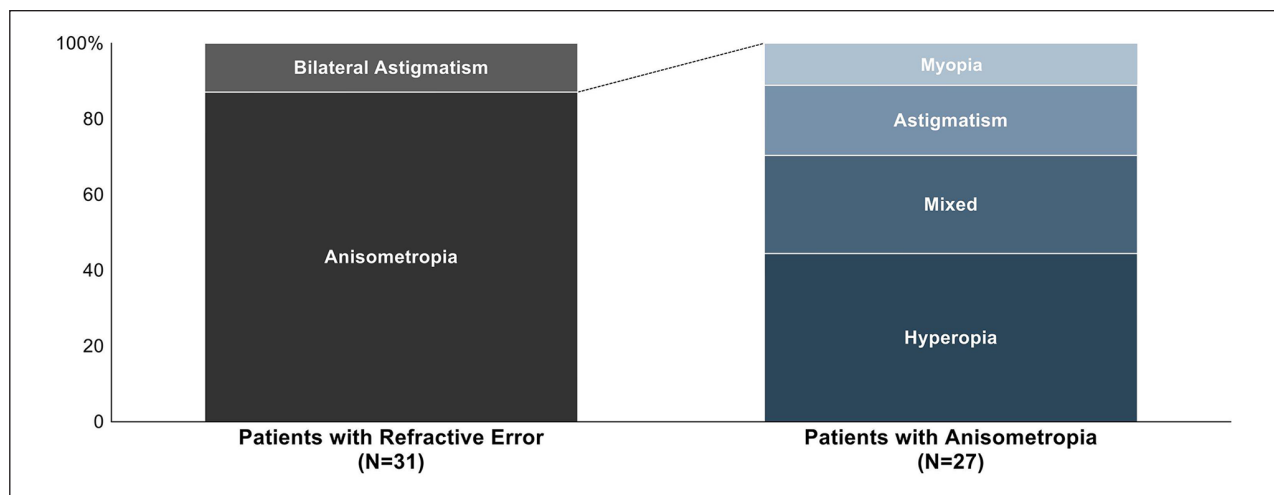 100%
80
60
40
20
0
Bilateral Astigmatism
Anisometropia
Myopia
Astigmatism
Mixed
Hyperopia
Patients with Refractive Error
(N=31)
Patients with Anisometropia
(N=27)